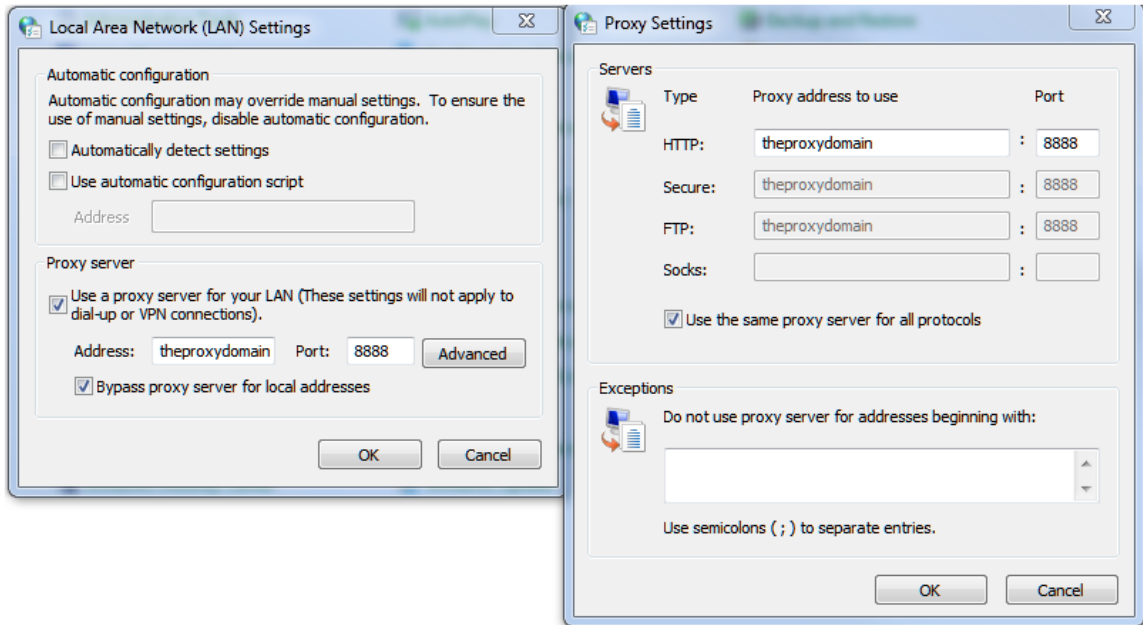 Local Area Network (LAN) Settings
Automatic configuration
Automatic configuration may override manual settings. To ensure the
use of manual settings, disable automatic configuration.
Automatically detect settings
Use automatic configuration script
Address
Proxy server
Use a proxy server for your LAN (These settings will not apply to
dial-up or VPN connections).
Address: theproxydomain Port: 8888 Advanced
Bypass proxy server for local addresses
OK Cancel
Proxy Settings
Servers
Type Proxy address to use Port
HTTP: theproxydomain : 8888
Secure: theproxydomain : 8888
FTP: theproxydomain : 8888
Socks: :
Use the same proxy server for all protocols
Exceptions
Do not use proxy server for addresses beginning with:
Use semicolons ( ; ) to separate entries.
OK Cancel